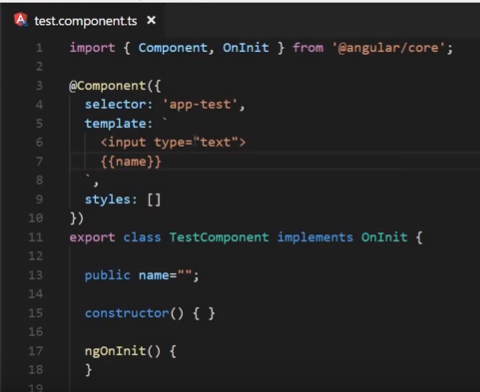 test.component.ts ×
1 import { Component, OnInit } from '@angular/core';
2
3 @Component({
4   selector: 'app-test',
5   template: `
6     <input type="text">
7     {{name}}
8   `,
9   styles: []
10 })
11 export class TestComponent implements OnInit {
12
13   public name="";
14
15   constructor() { }
16
17   ngOnInit() {
18   }
19